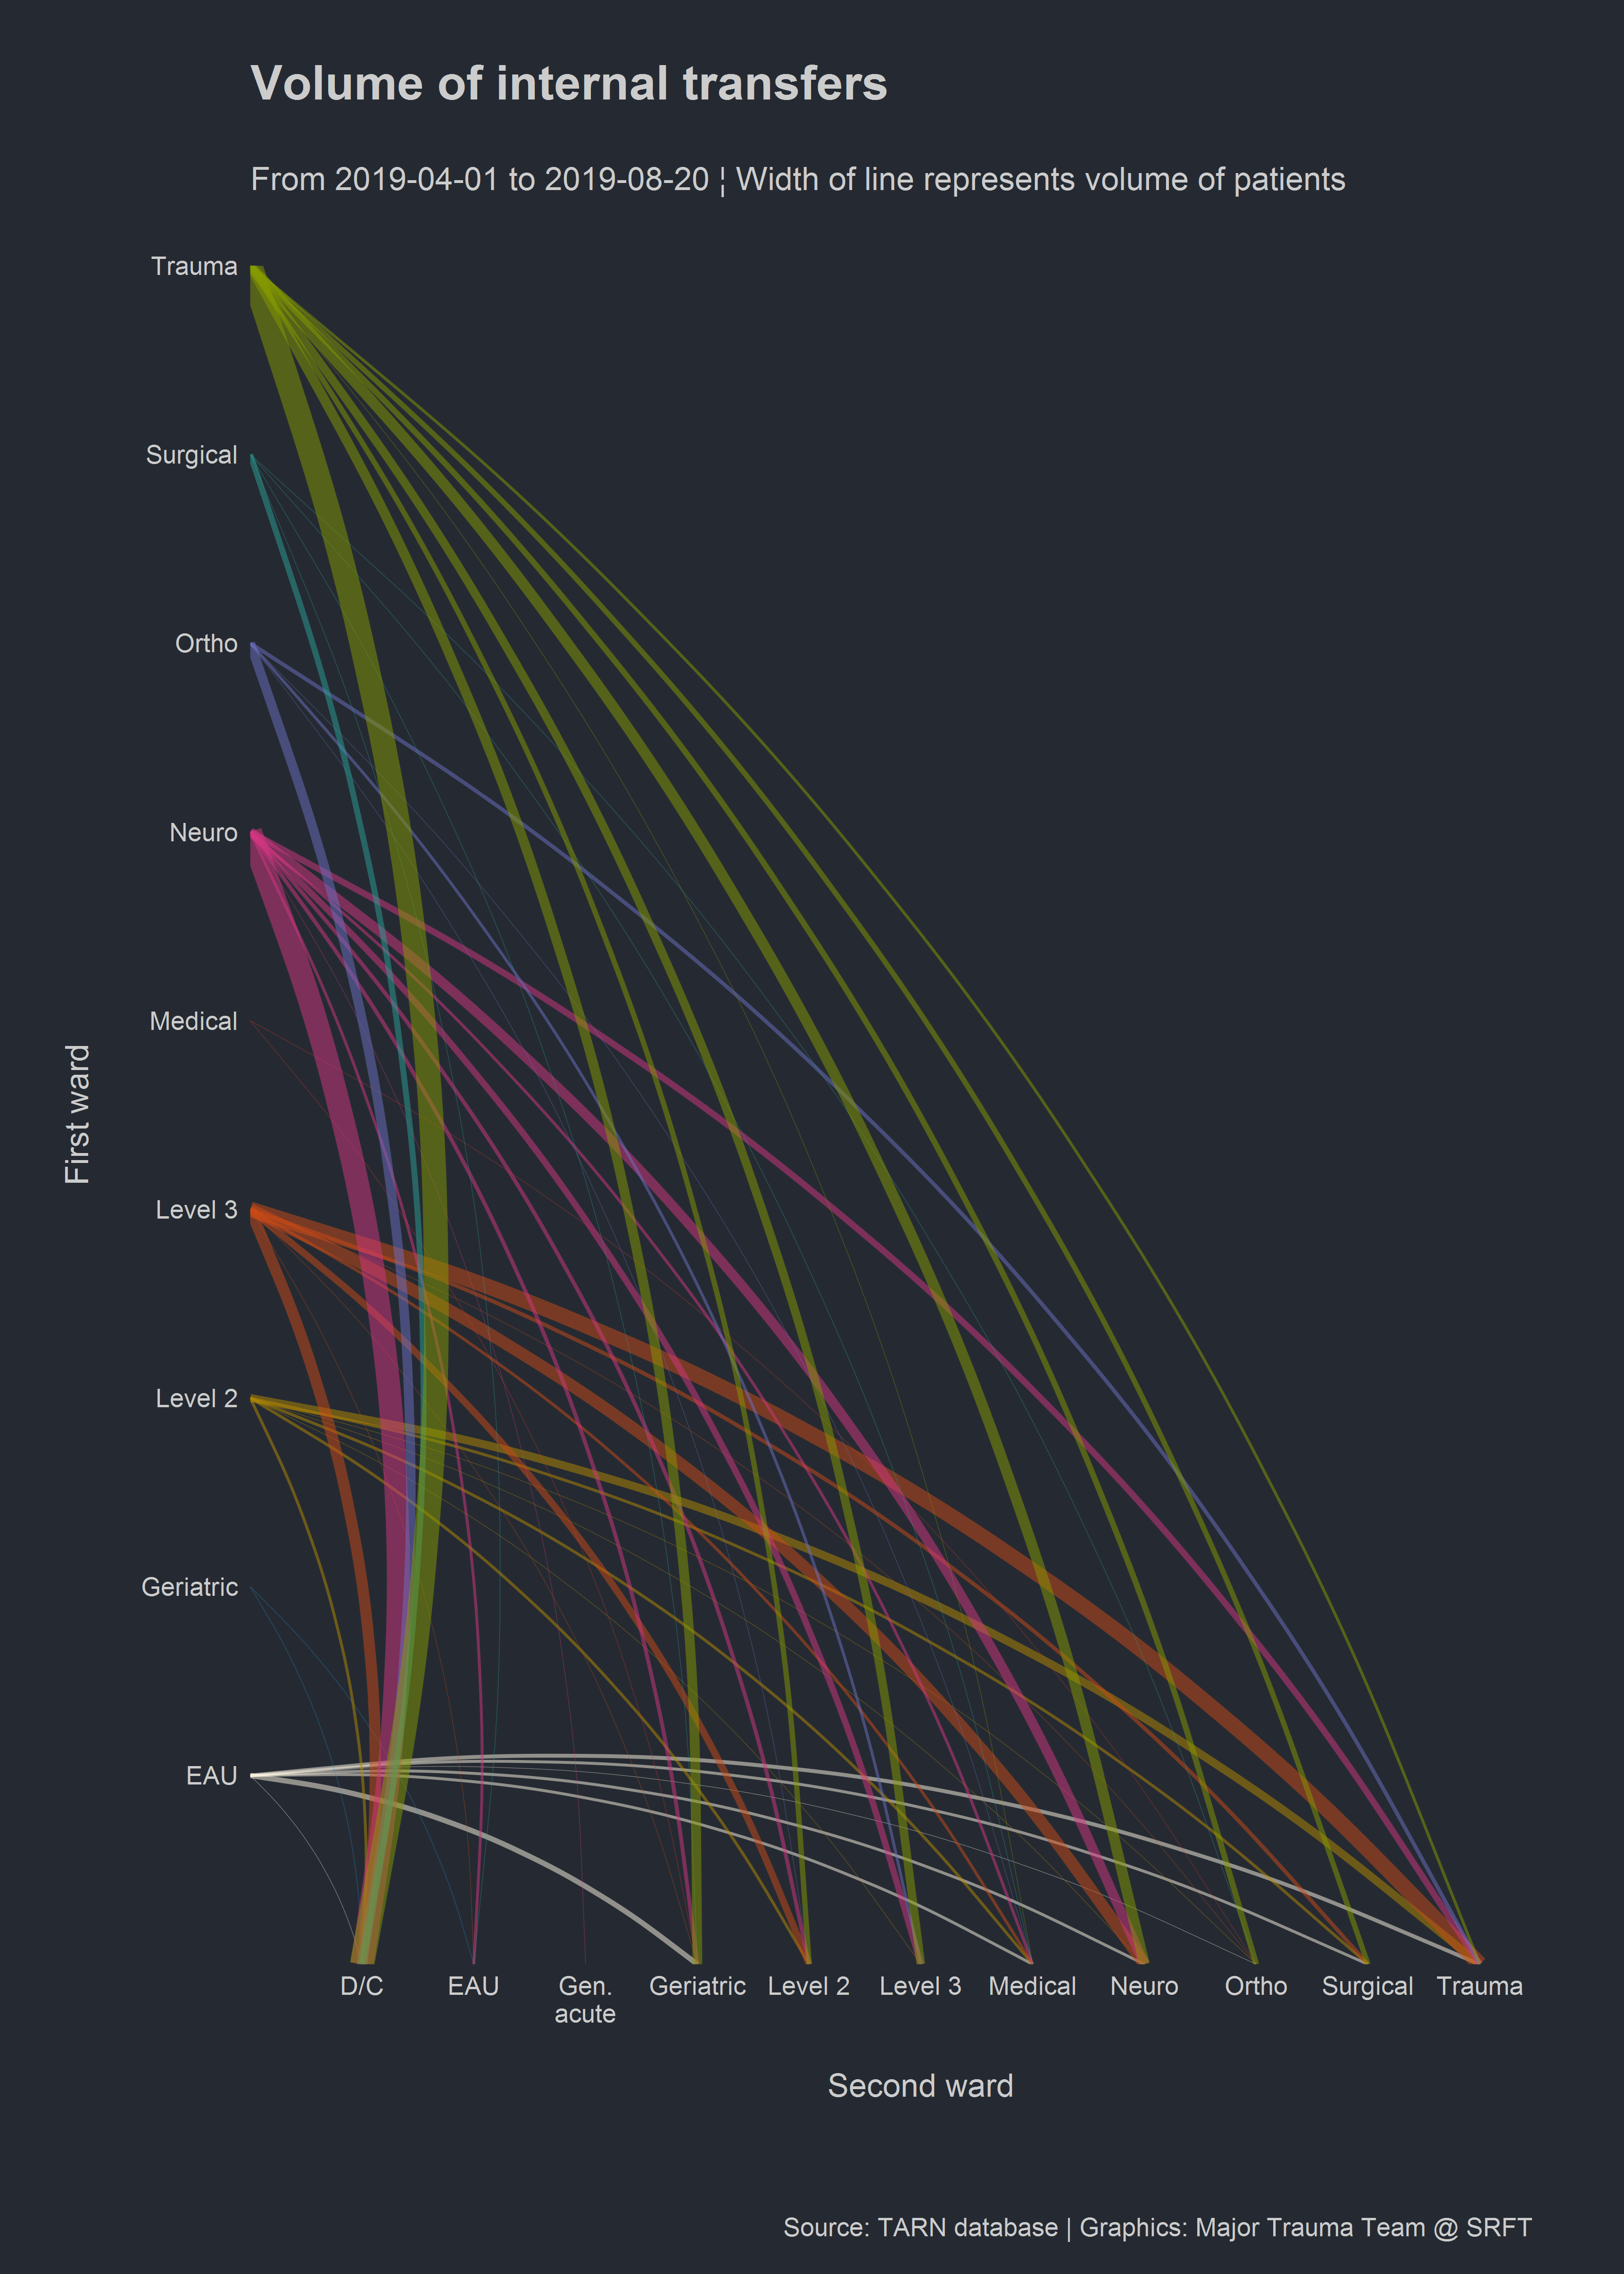 Volume of internal transfers
From 2019-04-01 to 2019-08-20 ¦ Width of line represents volume of patients
Trauma
Surgical
Ortho
Neuro
Medical
First ward
Level 3
Level 2
Geriatric
EAU
D/C EAU Gen. Geriatric Level 2 Level 3 Medical Neuro Ortho Surgical Trauma
acute
Second ward
Source: TARN database | Graphics: Major Trauma Team @ SRFT